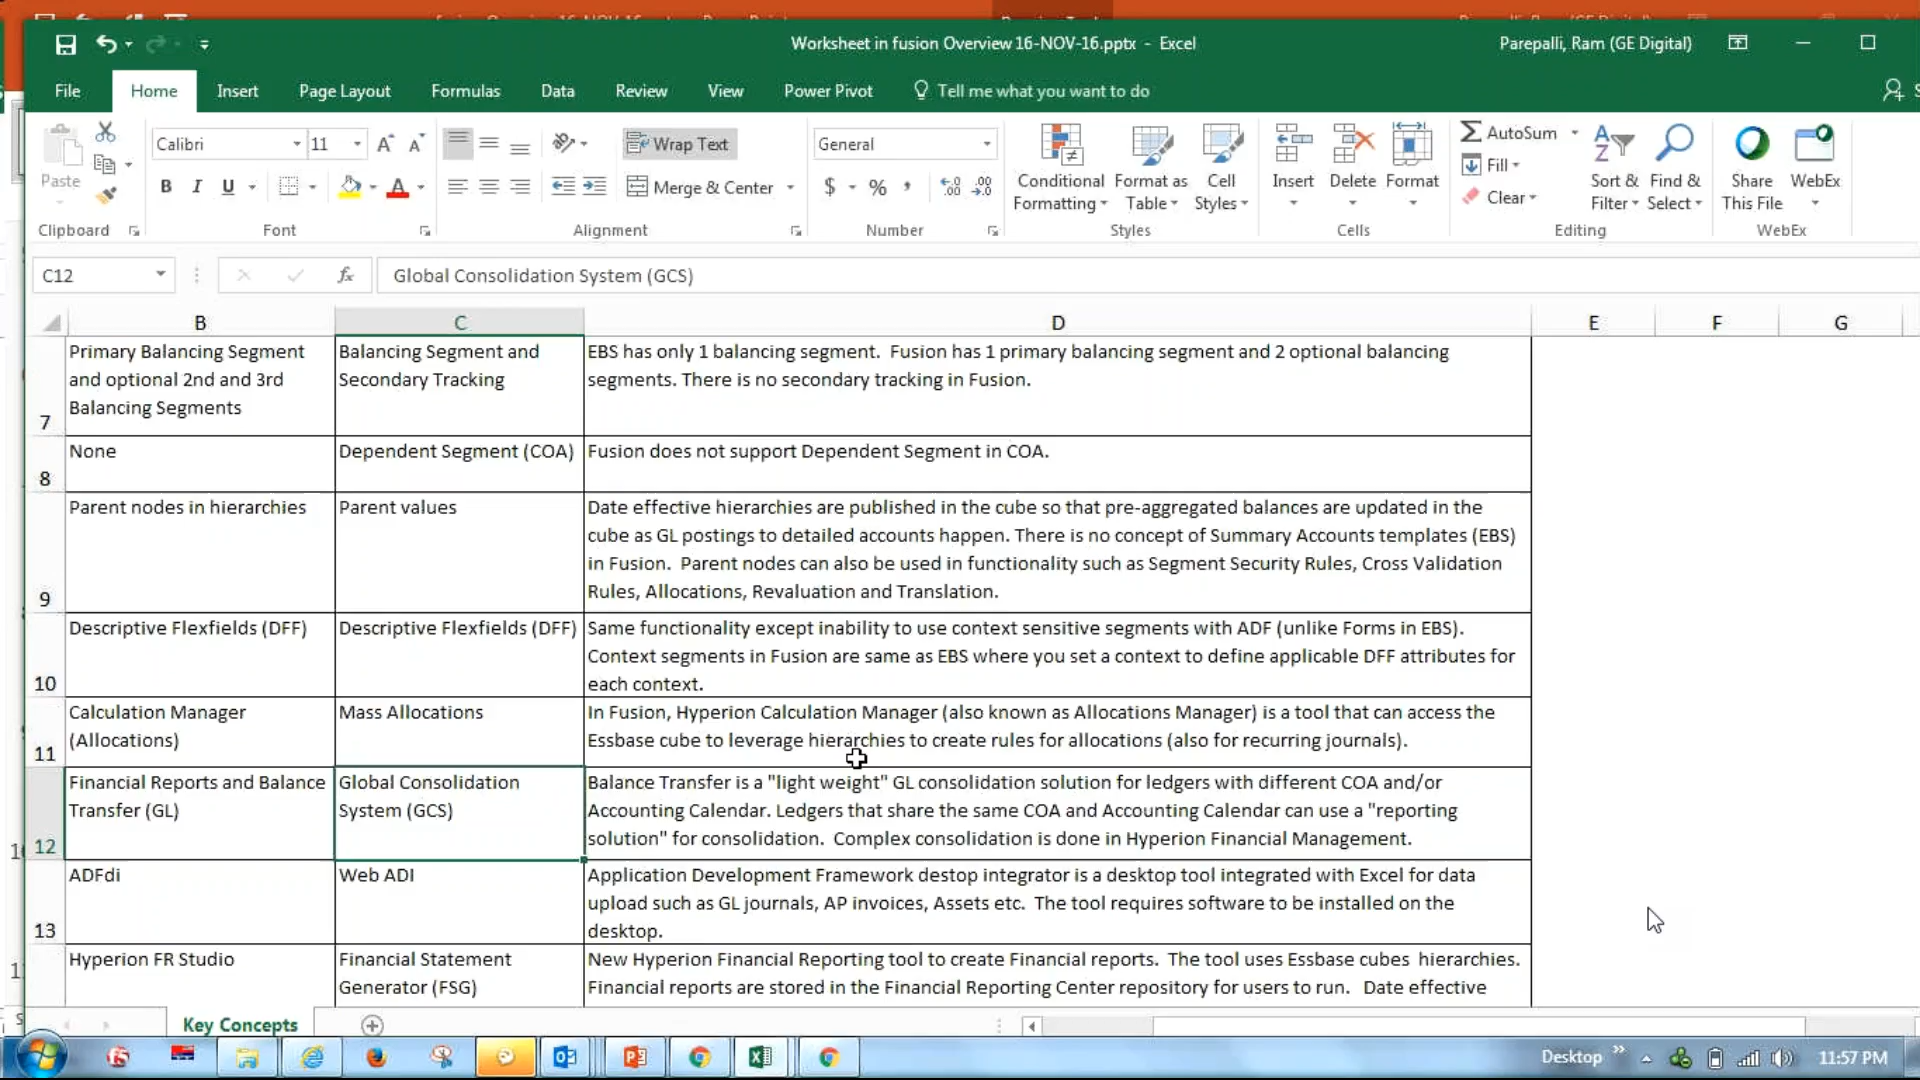 Worksheet in fusion Overview 16-NOV-16.pptx - Excel
Parepalli, Ram (GE Digital)
File Home Insert Page Layout Formulas Data Review View Power Pivot Tell me what you want to do
Calibri 11 Wrap Text General AutoSum
Paste Fill
B I U Merge & Center $ % Conditional Formatting Format as Table Cell Styles Insert Delete Format Clear Sort & Filter Find & Select Share This File WebEx
Clipboard Font Alignment Number Styles Cells Editing WebEx
C12 fx Global Consolidation System (GCS)
B C D E F G
Primary Balancing Segment
and optional 2nd and 3rd
Balancing Segments
Balancing Segment and
Secondary Tracking
EBS has only 1 balancing segment. Fusion has 1 primary balancing segment and 2 optional balancing
segments. There is no secondary tracking in Fusion.
7
None
Dependent Segment (COA)
Fusion does not support Dependent Segment in COA.
8
Parent nodes in hierarchies
Parent values
Date effective hierarchies are published in the cube so that pre-aggregated balances are updated in the
cube as GL postings to detailed accounts happen. There is no concept of Summary Accounts templates (EBS)
in Fusion. Parent nodes can also be used in functionality such as Segment Security Rules, Cross Validation
Rules, Allocations, Revaluation and Translation.
9
Descriptive Flexfields (DFF)
Descriptive Flexfields (DFF)
Same functionality except inability to use context sensitive segments with ADF (unlike Forms in EBS).
Context segments in Fusion are same as EBS where you set a context to define applicable DFF attributes for
each context.
10
Calculation Manager
(Allocations)
Mass Allocations
In Fusion, Hyperion Calculation Manager (also known as Allocations Manager) is a tool that can access the
Essbase cube to leverage hierarchies to create rules for allocations (also for recurring journals).
11
Financial Reports and Balance
Transfer (GL)
Global Consolidation
System (GCS)
Balance Transfer is a "light weight" GL consolidation solution for ledgers with different COA and/or
Accounting Calendar. Ledgers that share the same COA and Accounting Calendar can use a "reporting
solution" for consolidation. Complex consolidation is done in Hyperion Financial Management.
12
ADFdi
Web ADI
Application Development Framework destop integrator is a desktop tool integrated with Excel for data
upload such as GL journals, AP invoices, Assets etc. The tool requires software to be installed on the
desktop.
13
Hyperion FR Studio
Financial Statement
Generator (FSG)
New Hyperion Financial Reporting tool to create Financial reports. The tool uses Essbase cubes hierarchies.
Financial reports are stored in the Financial Reporting Center repository for users to run. Date effective
Key Concepts
Desktop 11:57 PM